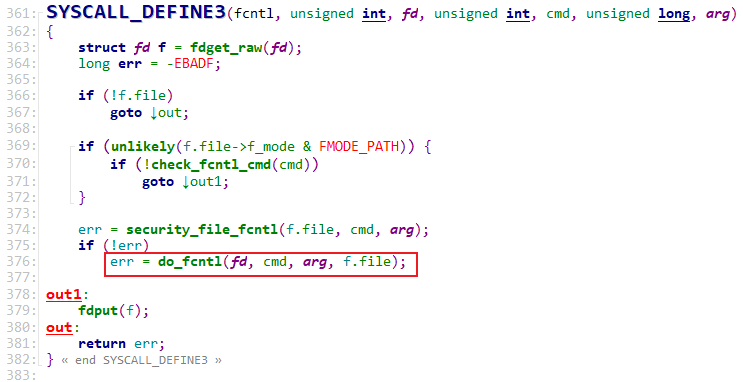 361: SYSCALL_DEFINE3(fcntl, unsigned int, fd, unsigned int, cmd, unsigned long, arg)
362: {
363: struct fd f = fdget_raw(fd);
364: long err = -EBADF;
365:
366: if (!f.file)
367: goto ↓out;
368:
369: if (unlikely(f.file->f_mode & FMODE_PATH)) {
370: if (!check_fcntl_cmd(cmd))
371: goto ↓out1;
372: }
373:
374: err = security_file_fcntl(f.file, cmd, arg);
375: if (!err)
376: err = do_fcntl(fd, cmd, arg, f.file);
377:
378: out1:
379: fdput(f);
380: out:
381: return err;
382: } « end SYSCALL_DEFINE3 »
383: